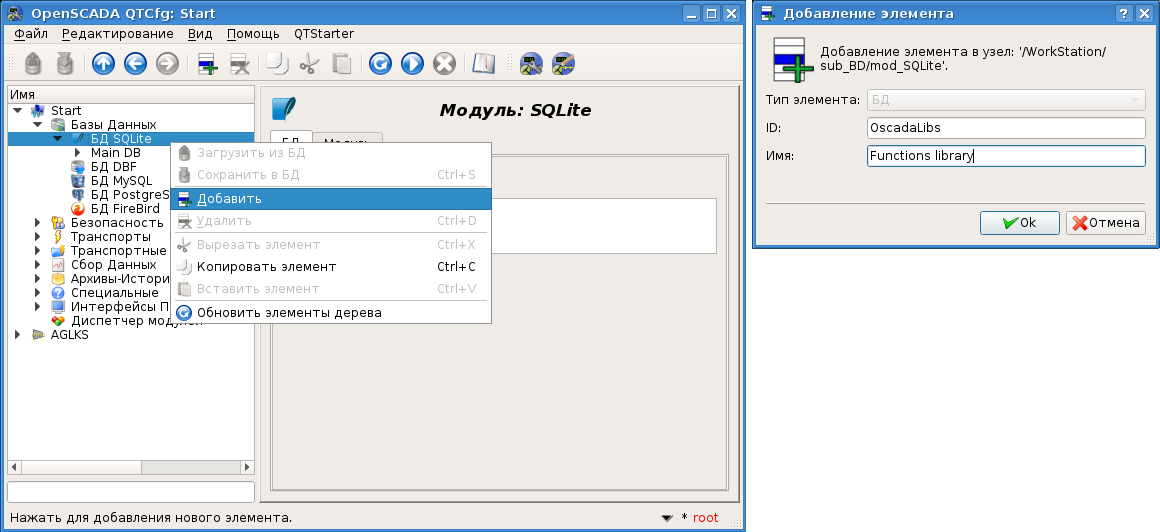 OpenSCADA QTCfg: Start
Файл Редактирование Вид Помощь QTStarter
Имя
Start
Базы Данных
БД SQLite
Main DB
БД DBF
БД MySQL
БД PostgreS
БД FireBird
Безопасность
Транспорты
Транспортные
Сбор Данных
Архивы-Истори
Специальные
Интерфейсы П
Диспетчер модулей
AGLKS
Модуль: SQLite
БД Модуль
Загрузить из БД
Сохранить в БД Ctrl+S
Добавить
Удалить Ctrl+D
Вырезать элемент Ctrl+X
Копировать элемент Ctrl+C
Вставить элемент Ctrl+V
Обновить элементы дерева
Нажать для добавления нового элемента.
* root
Добавление элемента
Добавление элемента в узел: '/WorkStation/
sub_BD/mod_SQLite'.
Тип элемента: БД
ID: OscadaLibs
Имя: Functions library
Ok Отмена